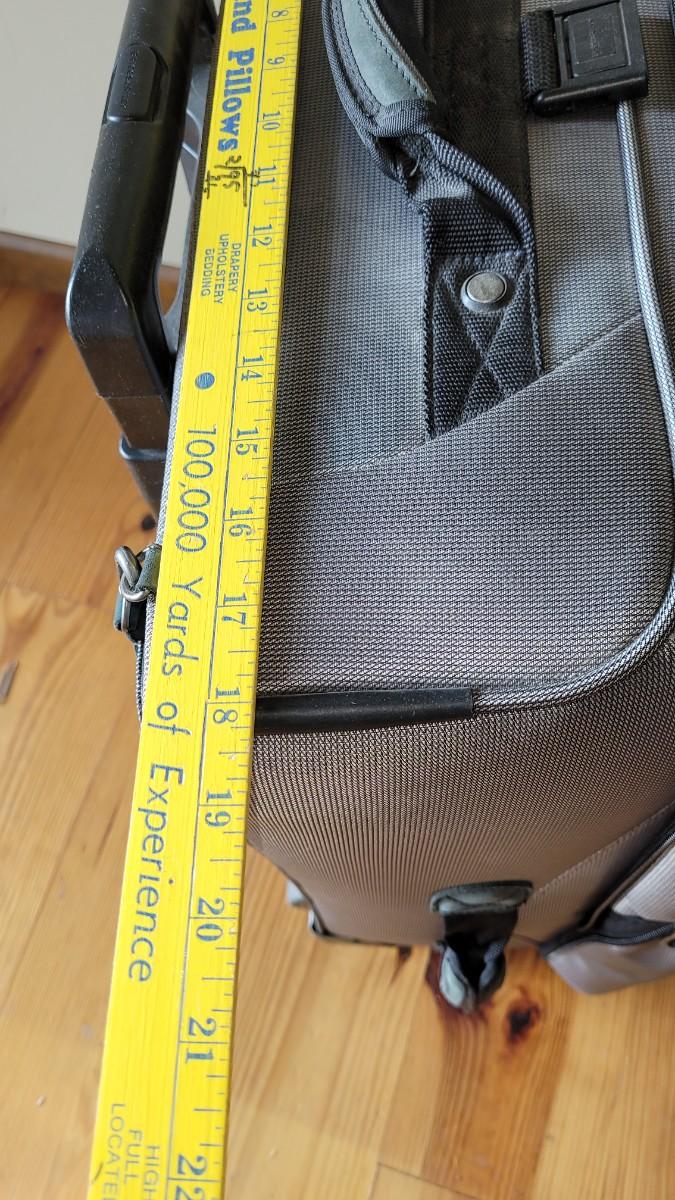 nd Pillows
DRAPERY
UPHOLSTERY
BEDDING
100,000 Yards of Experience
HIGH
FULL
LOCATE
8 9 10 11 12 13 14 15 16 17 18 19 20 21 22